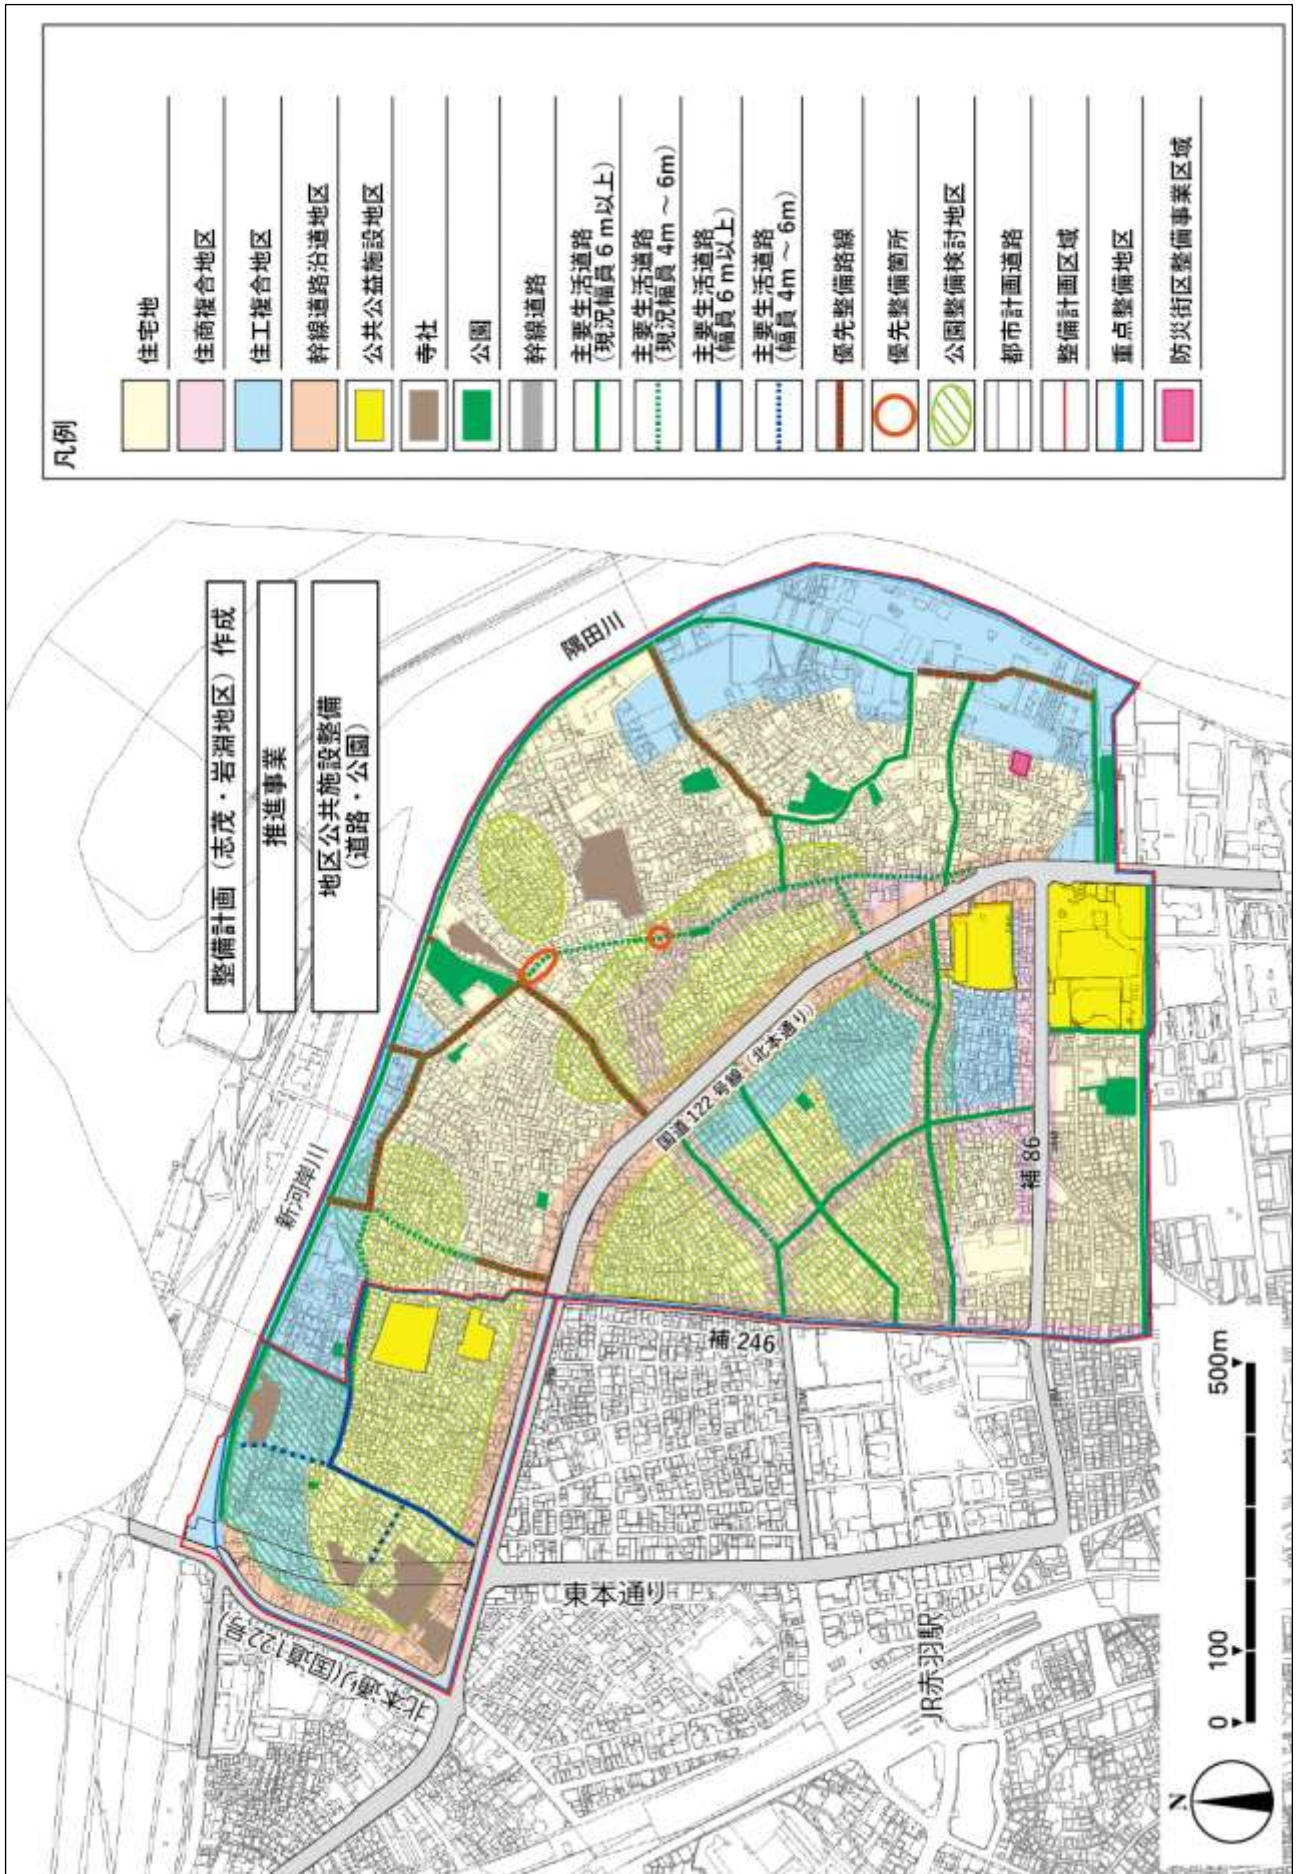 整備計画(志茂・岩淵地区)作成
推進事業
地区公共施設整備
(道路・公園)
新河岸川
隅田川
北本通り(国道122号)
国道122号線(北本通り)
東本通り
補246
補86
JR赤羽駅
N
0 100 500m
凡例
住宅地
住商複合地区
住工複合地区
幹線道路沿道地区
公共公益施設地区
寺社
公園
幹線道路
主要生活道路
(現況幅員6m以上)
主要生活道路
(現況幅員4m~6m)
主要生活道路
(幅員6m以上)
主要生活道路
(幅員4m~6m)
優先整備路線
優先整備箇所
公園整備検討地区
都市計画道路
整備計画区域
重点整備地区
防災街区整備事業区域